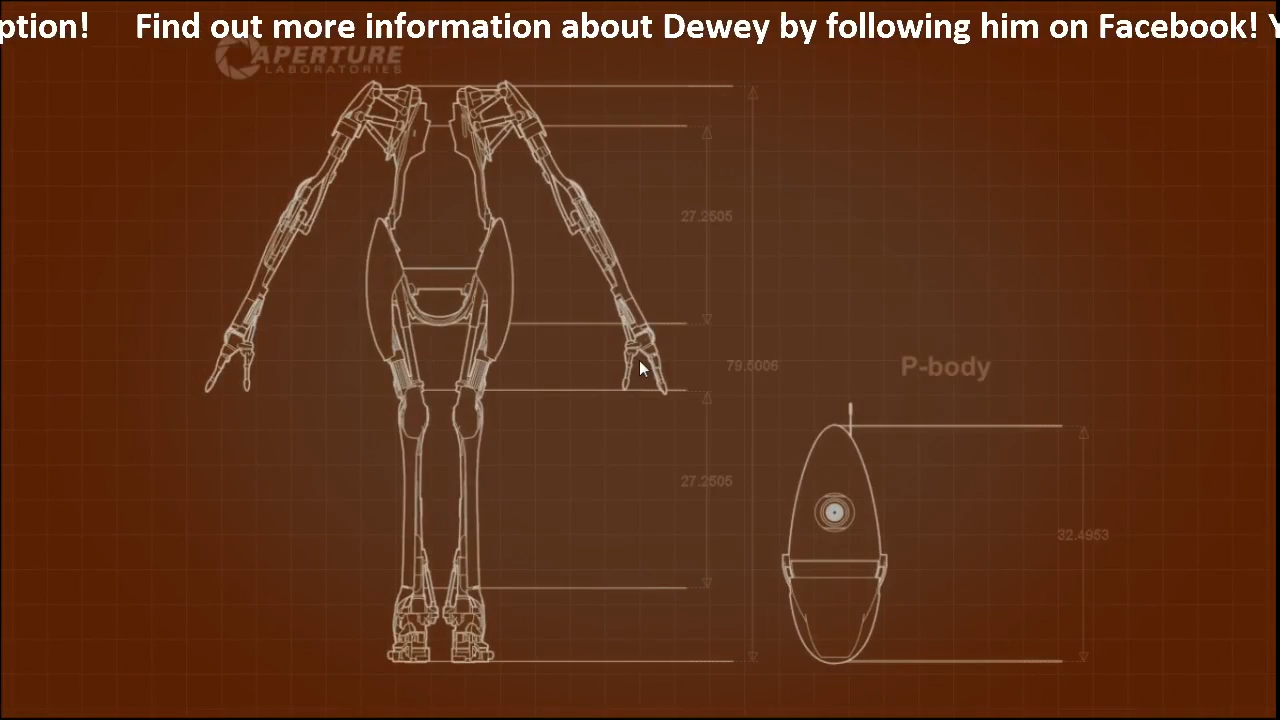 ption! Find out more information about Dewey by following him on Facebook! Y
APERTURE
LABORATORIES
27.2505
79.5006
P-body
27.2505
32.4953